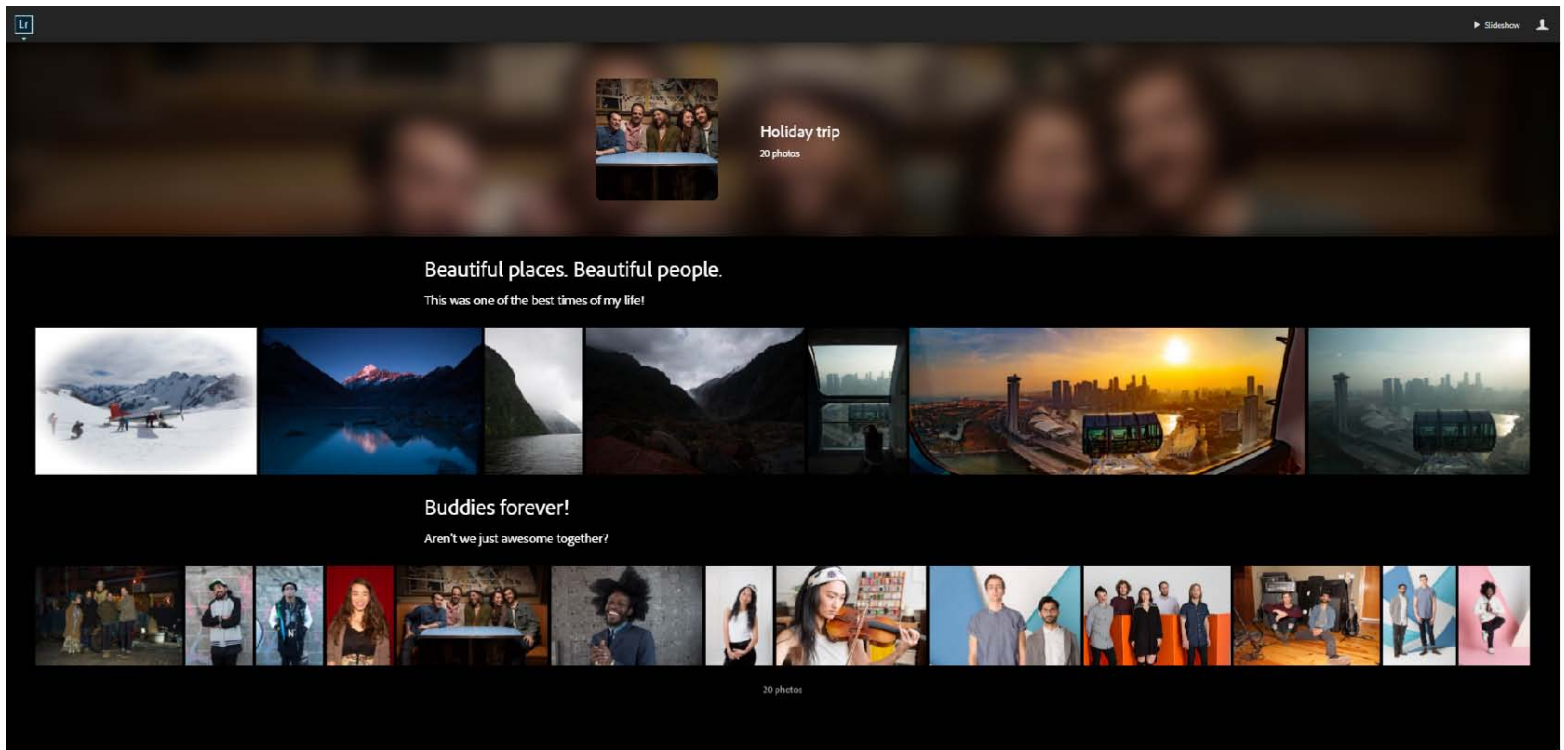 Lr
Slideshow
Holiday trip
20 photos
Beautiful places. Beautiful people.
This was one of the best times of my life!
Buddies forever!
Aren't we just awesome together?
20 photos